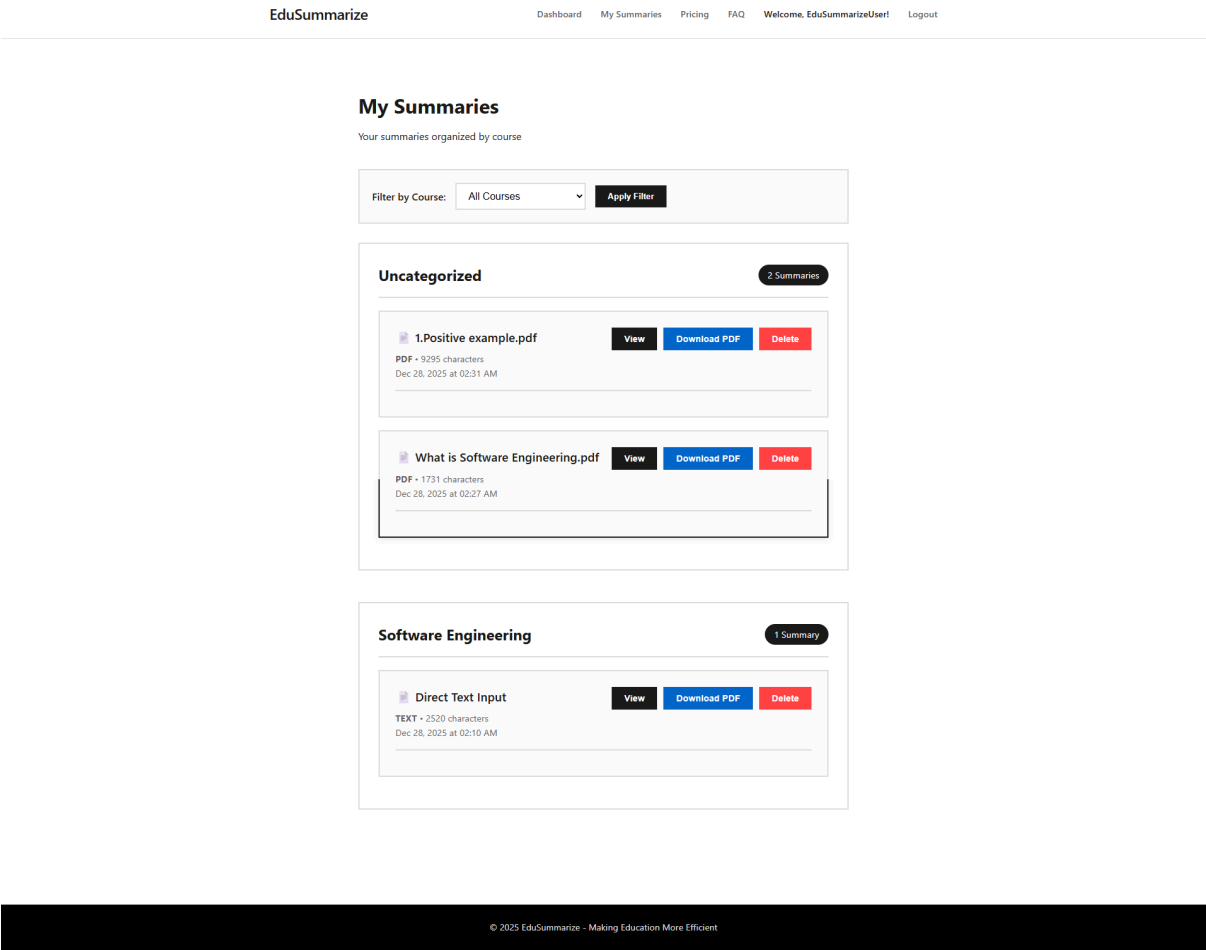 EduSummarize Dashboard My Summaries Pricing FAQ Welcome, EduSummarizeUser! Logout
My Summaries
Your summaries organized by course
Filter by Course: All Courses Apply Filter
Uncategorized 2 Summaries
1.Positive example.pdf View Download PDF Delete
PDF • 9295 characters
Dec 28, 2025 at 02:31 AM
What is Software Engineering.pdf View Download PDF Delete
PDF • 1731 characters
Dec 28, 2025 at 02:27 AM
Software Engineering 1 Summary
Direct Text Input View Download PDF Delete
TEXT • 2520 characters
Dec 28, 2025 at 02:10 AM
© 2025 EduSummarize - Making Education More Efficient